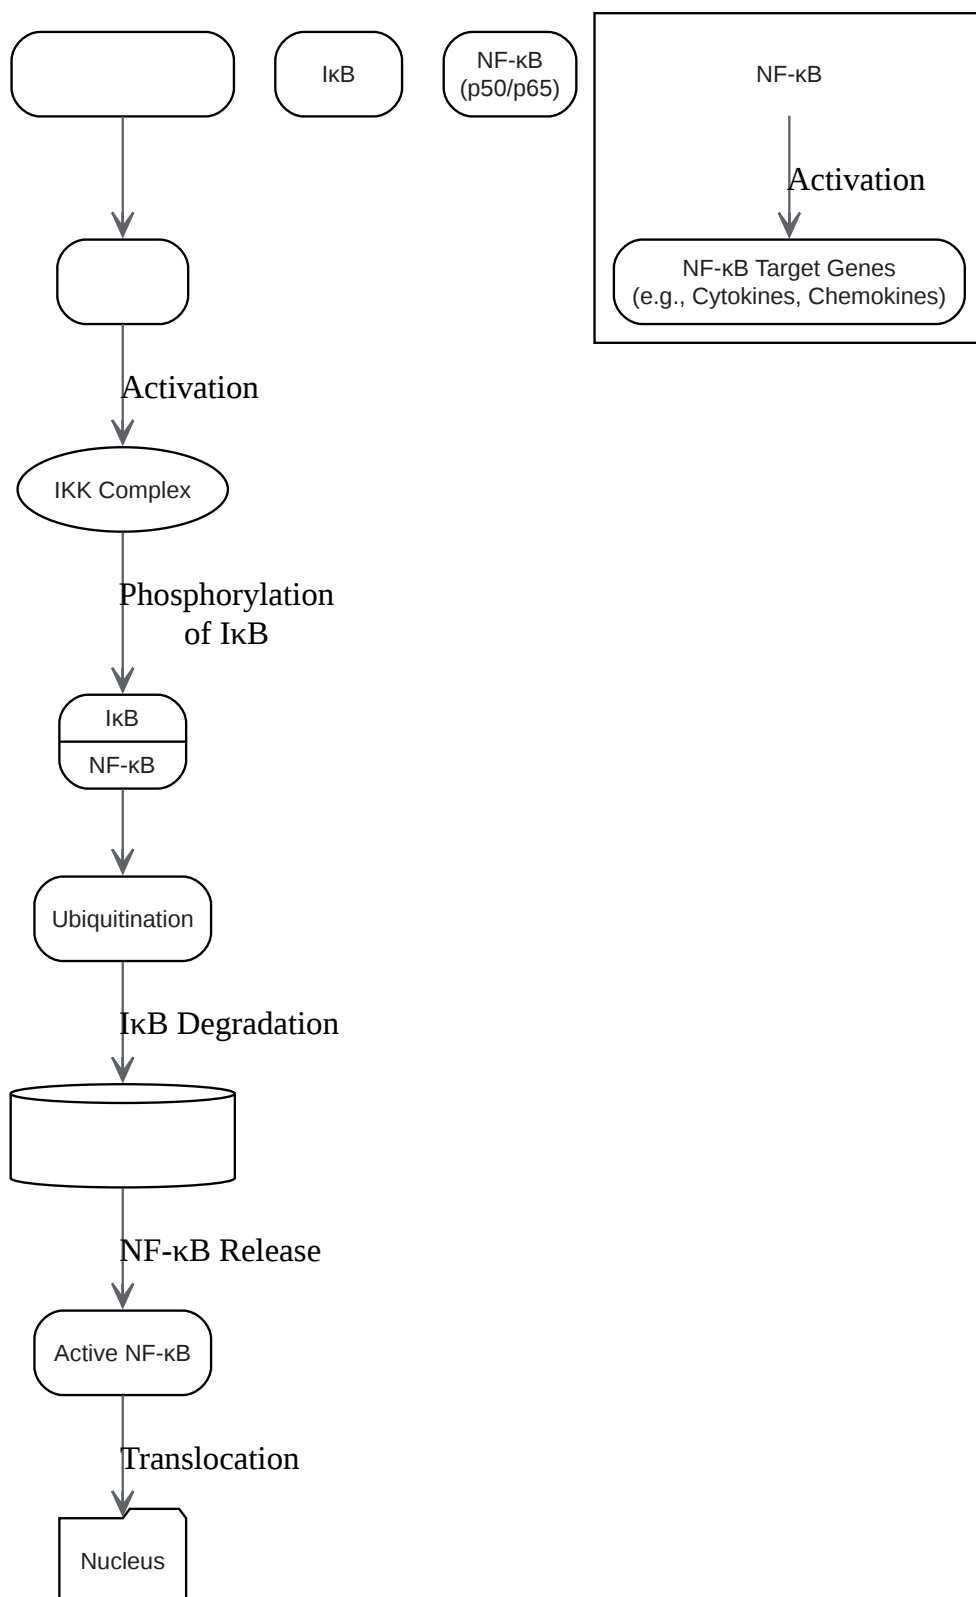 IκB
NF-κB
(p50/p65)
NF-κB
Activation
NF-κB Target Genes
(e.g., Cytokines, Chemokines)
Activation
IKK Complex
Phosphorylation
of IκB
IκB
NF-κB
Ubiquitination
IκB Degradation
NF-κB Release
Active NF-κB
Translocation
Nucleus